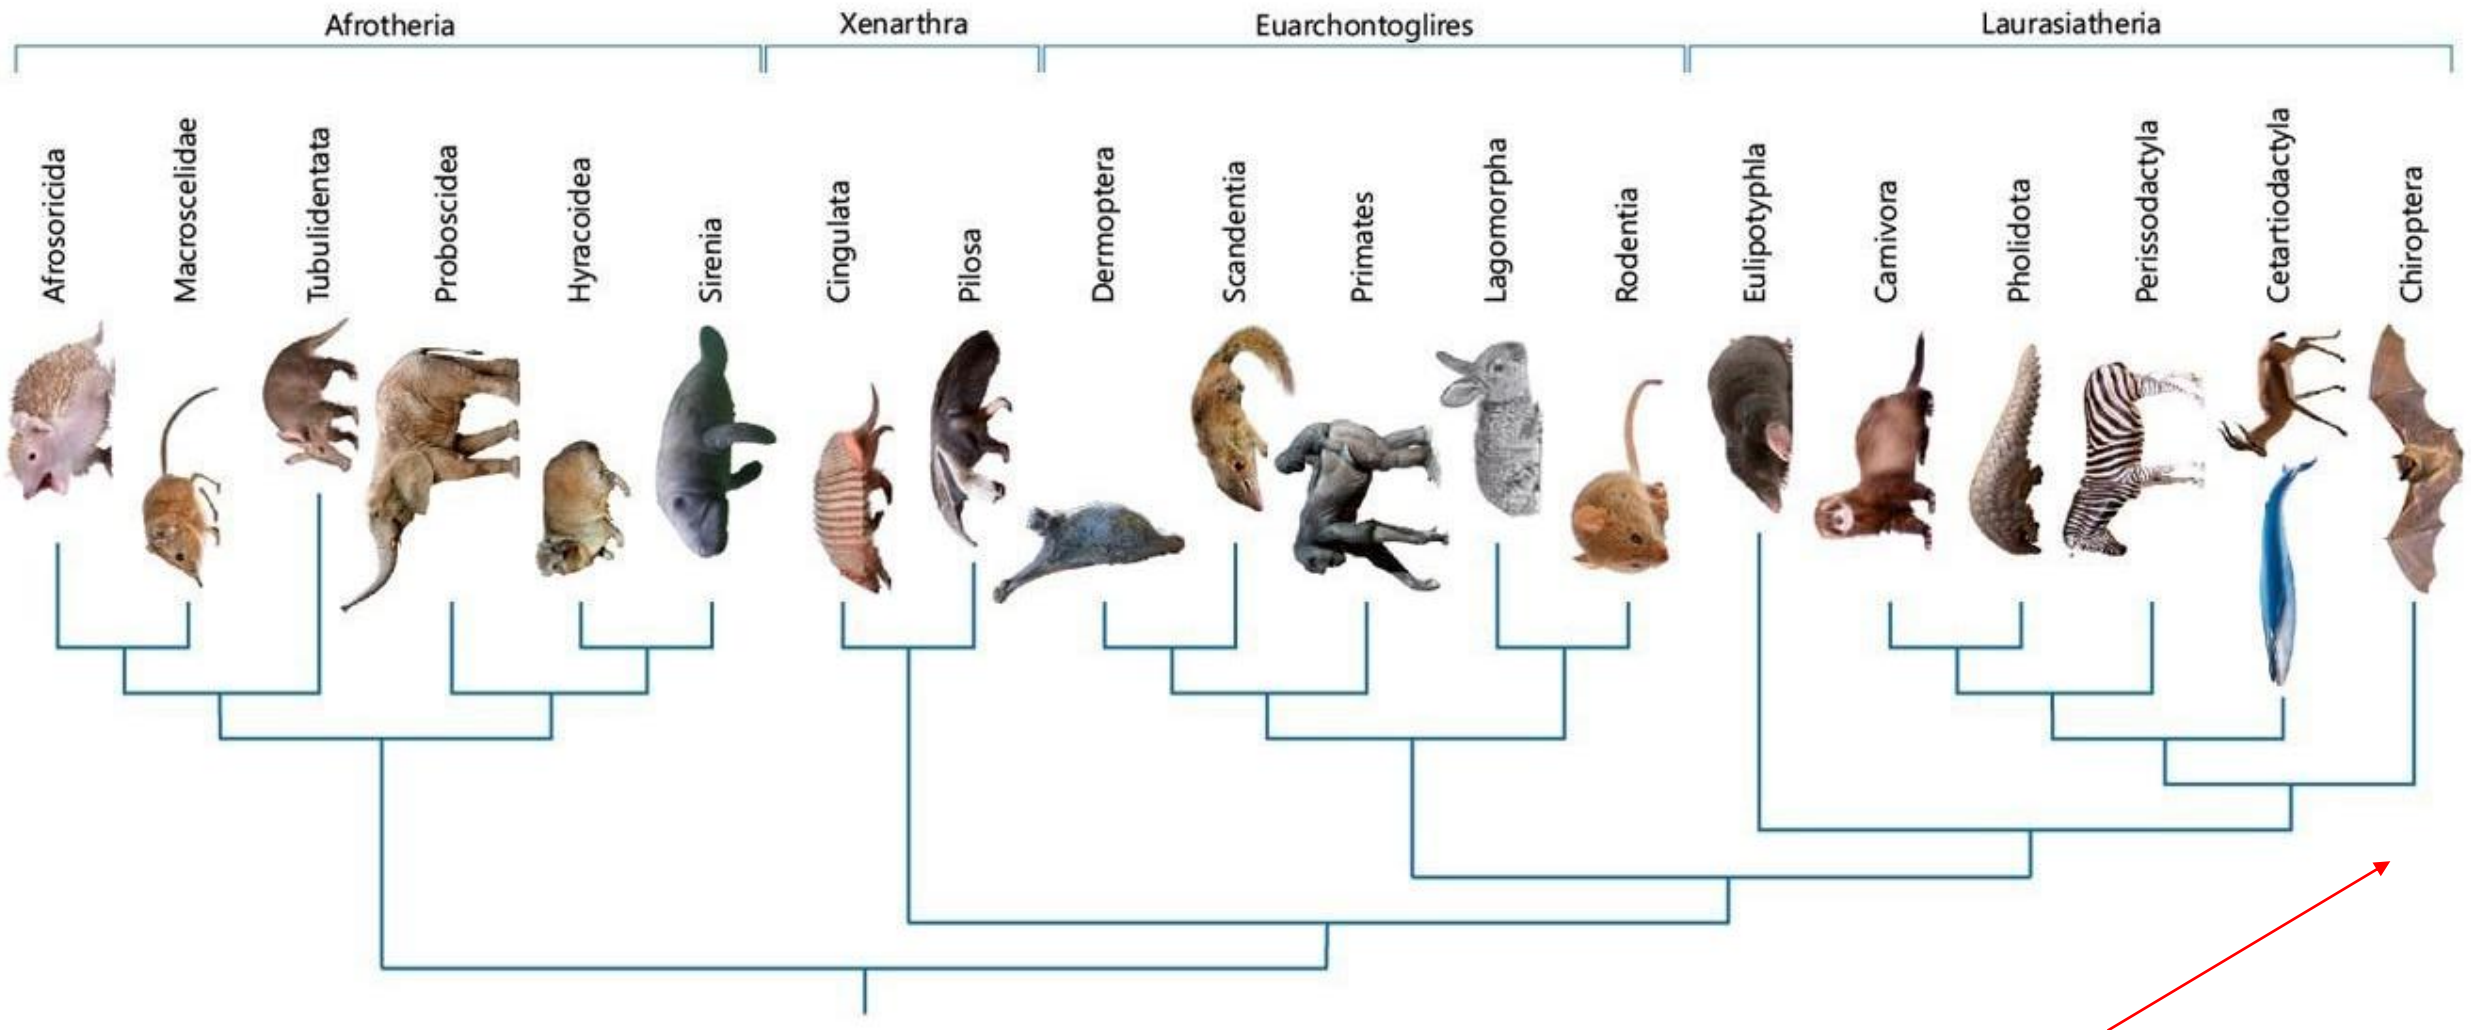 Afrotheria
Xenarthra
Euarchontoglires
Laurasiatheria
Afrosoricida
Macroscelidae
Tubulidentata
Proboscidea
Hyracoidea
Sirenia
Cingulata
Pilosa
Dermoptera
Scandentia
Primates
Lagomorpha
Rodentia
Eulipotyphla
Carnivora
Pholidota
Perissodactyla
Cetartiodactyla
Chiroptera